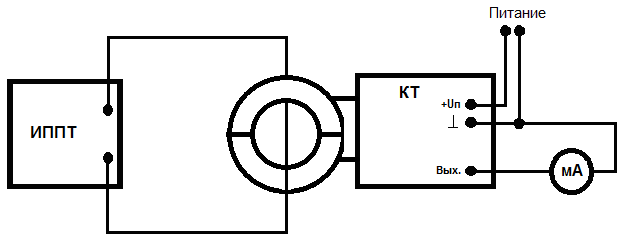 Питание
ИППТ
КТ
+Uп
⊥
Вых.
мА